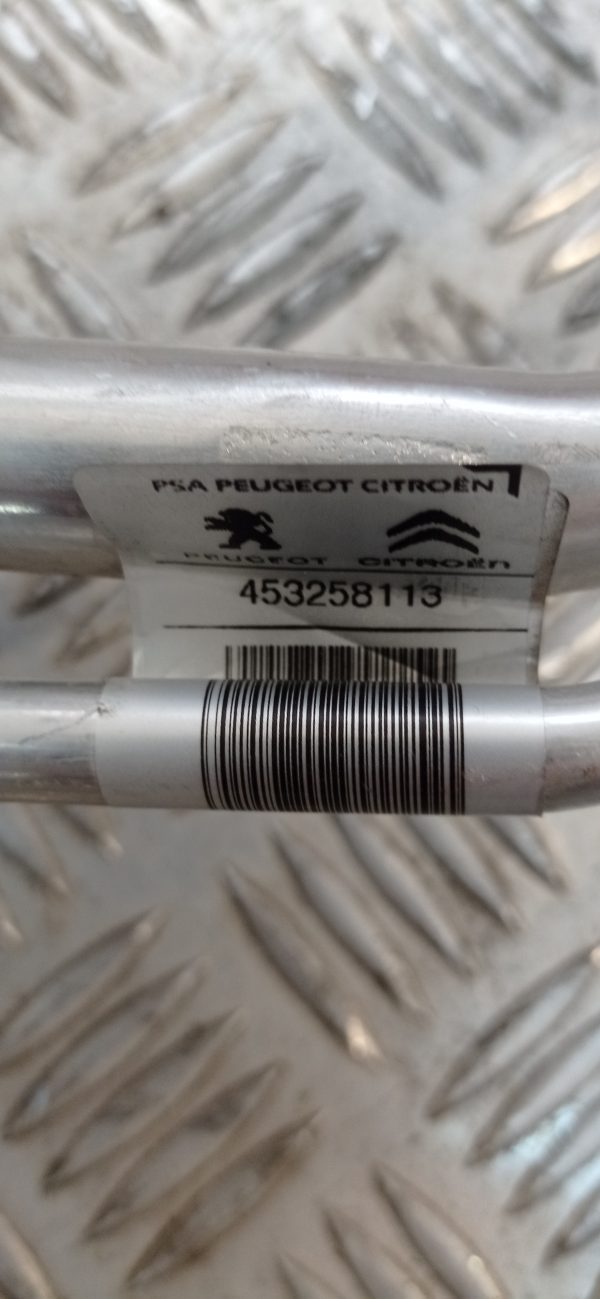 PSA PEUGEOT CITROËN
PEUGEOT CITROËN
453258113